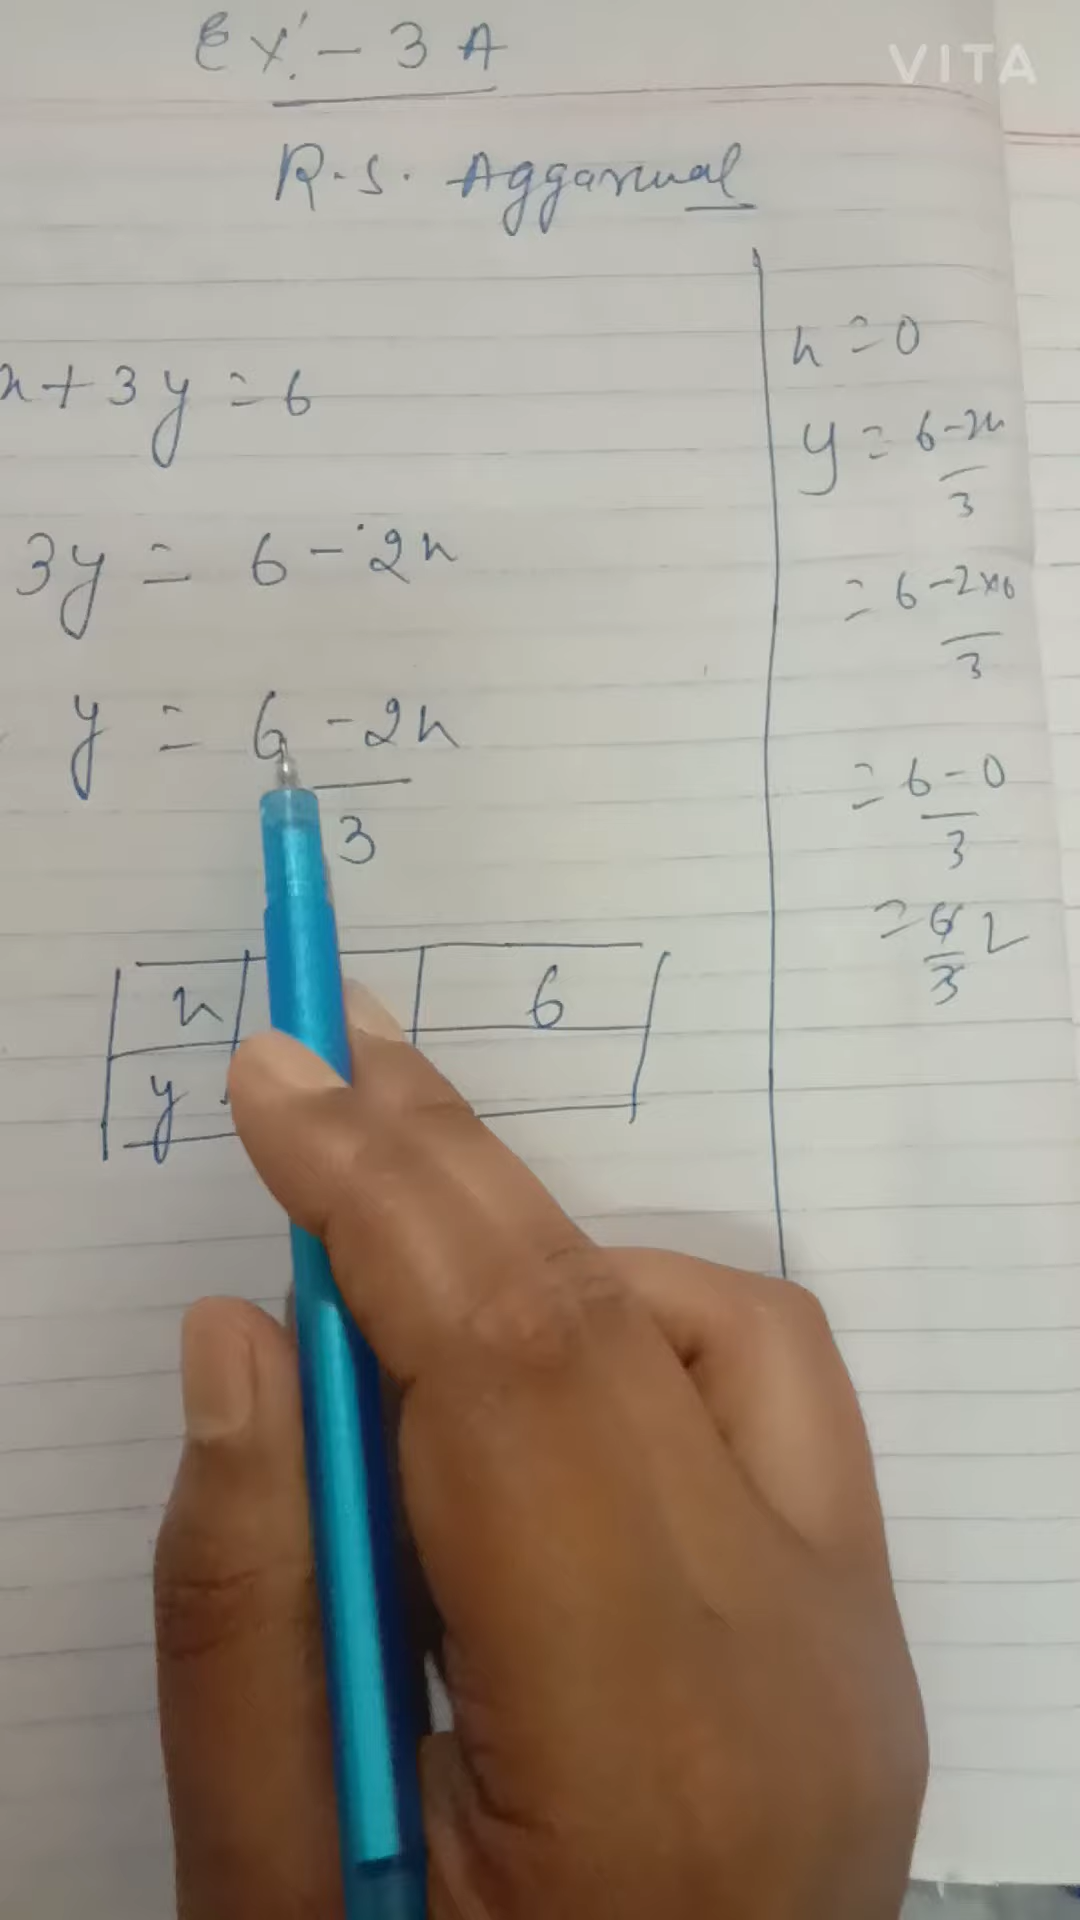 Ex! - 3 A
VITA
R.S. Aggarwal
x + 3y = 6
3y = 6 - 2x
y = 6 - 2x
3
x 6
y
x = 0
y = 6-2x
3
= 6-2x0
3
= 6-0
3
= 6 2
3